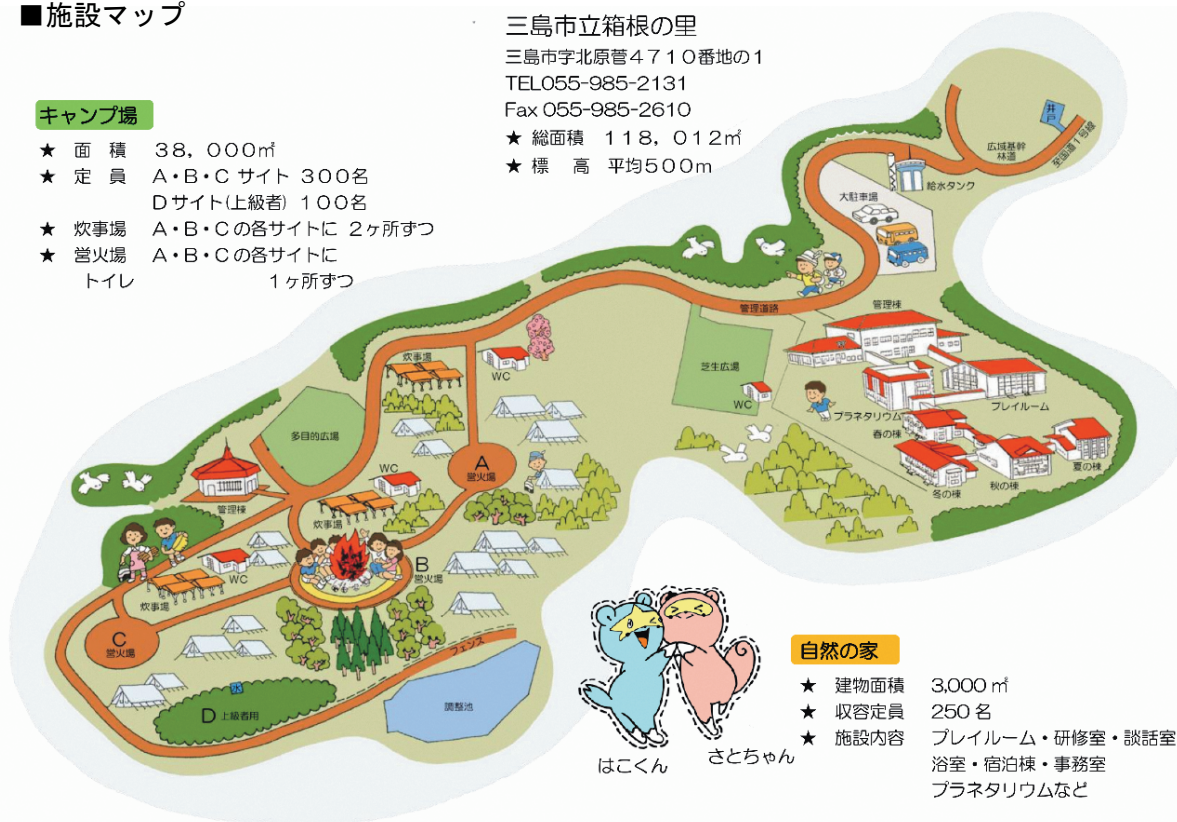 ■施設マップ
三島市立箱根の里
三島市字北原菅4710番地の1
TEL055-985-2131
Fax 055-985-2610
★ 総面積 118,012㎡
★ 標 高 平均500m
キャンプ場
★ 面 積 38,000㎡
★ 定 員 A・B・C サイト 300名
Dサイト(上級者) 100名
★ 炊事場 A・B・Cの各サイトに 2ヶ所ずつ
★ 営火場 A・B・Cの各サイトに
トイレ 1ヶ所ずつ
井戸
広域基幹
林道
至国道1号線
給水タンク
大駐車場
管理道路
管理棟
炊事場
WC
芝生広場
WC
プラネタリウム
プレイルーム
春の棟
夏の棟
秋の棟
冬の棟
多目的広場
A
営火場
WC
管理棟
炊事場
B
営火場
WC
炊事場
C
営火場
フェンス
水
D 上級者用
調整池
はこくん
さとちゃん
自然の家
★ 建物面積 3,000㎡
★ 収容定員 250名
★ 施設内容 プレイルーム・研修室・談話室
浴室・宿泊棟・事務室
プラネタリウムなど